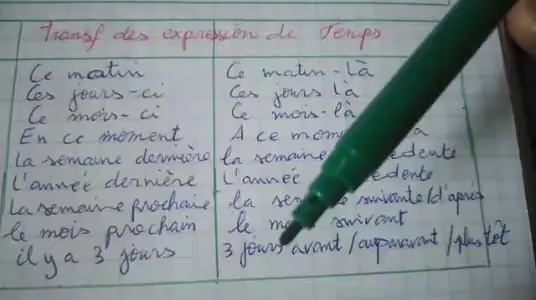 Transf des expression de Temps
Ce matin Ce matin-là
Ces jours-ci Ces jours là
Ce mois-ci Ce mois-là
En ce moment A ce
la semaine dernière la semaine
L'année dernière L'année
la semaine prochaine la suivante/d'après
le mois prochain le suivant
il y a 3 jours 3 jours avant/auparavant/plus tôt